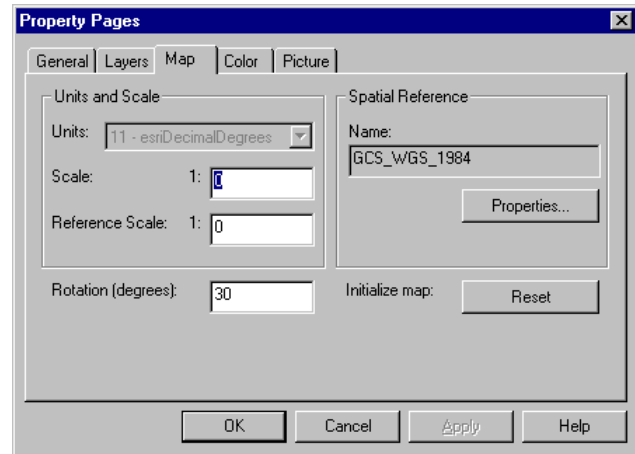 Property Pages
General Layers Map Color Picture
Units and Scale
Units: 11 - esriDecimalDegrees
Scale: 1: 0
Reference Scale: 1: 0
Spatial Reference
Name:
GCS_WGS_1984
Properties...
Rotation (degrees): 30
Initialize map: Reset
OK Cancel Apply Help